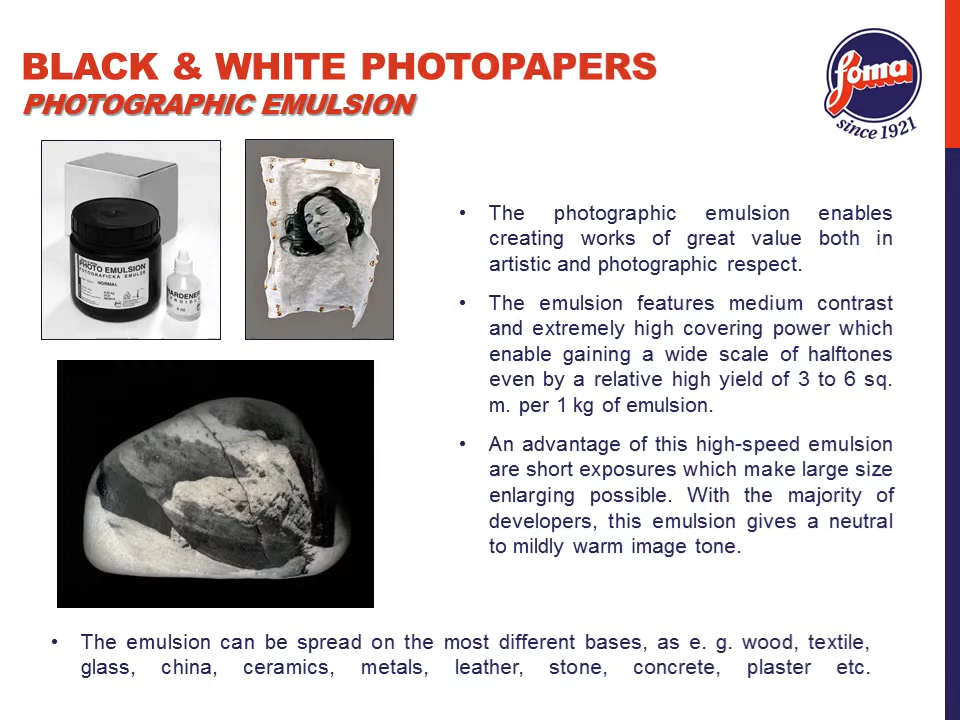 BLACK & WHITE PHOTOPAPERS
PHOTOGRAPHIC EMULSION
foma
since 1921
PHOTO EMULSION
FOTOGRAFICKÁ EMULZE
NORMAL
HARDENER
4 ml
• The photographic emulsion enables
creating works of great value both in
artistic and photographic respect.
• The emulsion features medium contrast
and extremely high covering power which
enable gaining a wide scale of halftones
even by a relative high yield of 3 to 6 sq.
m. per 1 kg of emulsion.
• An advantage of this high-speed emulsion
are short exposures which make large size
enlarging possible. With the majority of
developers, this emulsion gives a neutral
to mildly warm image tone.
• The emulsion can be spread on the most different bases, as e. g. wood, textile,
glass, china, ceramics, metals, leather, stone, concrete, plaster etc.